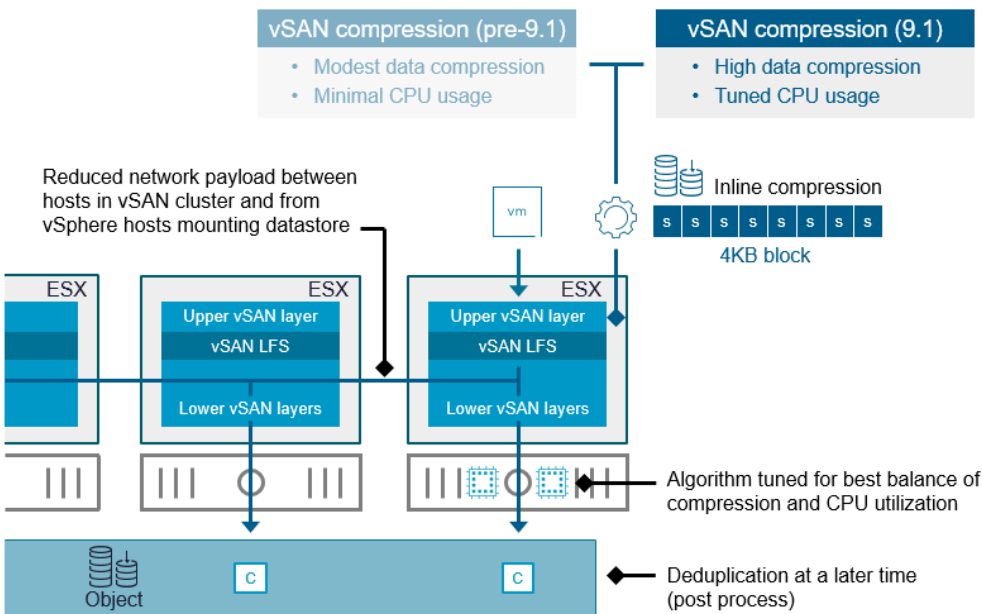 vSAN compression (pre-9.1)
• Modest data compression
• Minimal CPU usage
vSAN compression (9.1)
• High data compression
• Tuned CPU usage
Reduced network payload between
hosts in vSAN cluster and from
vSphere hosts mounting datastore
vm
Inline compression
s s s s s s s s
4KB block
ESX
ESX
ESX
Upper vSAN layer
vSAN LFS
Lower vSAN layers
Upper vSAN layer
vSAN LFS
Lower vSAN layers
Algorithm tuned for best balance of
compression and CPU utilization
Object
C
C
Deduplication at a later time
(post process)